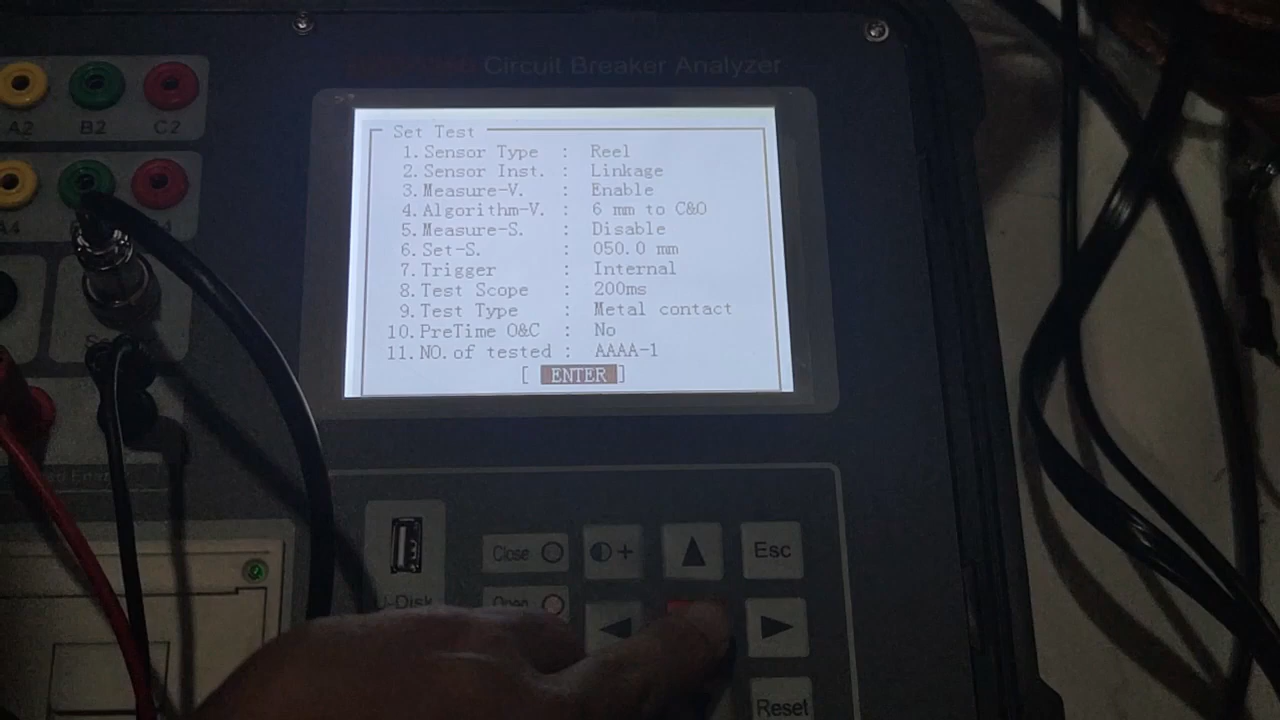 Circuit Breaker Analyzer
A2 B2 C2
Set Test
1. Sensor Type : Reel
2. Sensor Inst. : Linkage
3. Measure-V. : Enable
4. Algorithm-V. : 6 mm to C&O
5. Measure-S. : Disable
6. Set-S. : 050.0 mm
7. Trigger : Internal
8. Test Scope : 200ms
9. Test Type : Metal contact
10. PreTime O&C : No
11. NO. of tested : AAAA-1
[ ENTER ]
A4
U-Disk
Close
+
Esc
Open
Reset